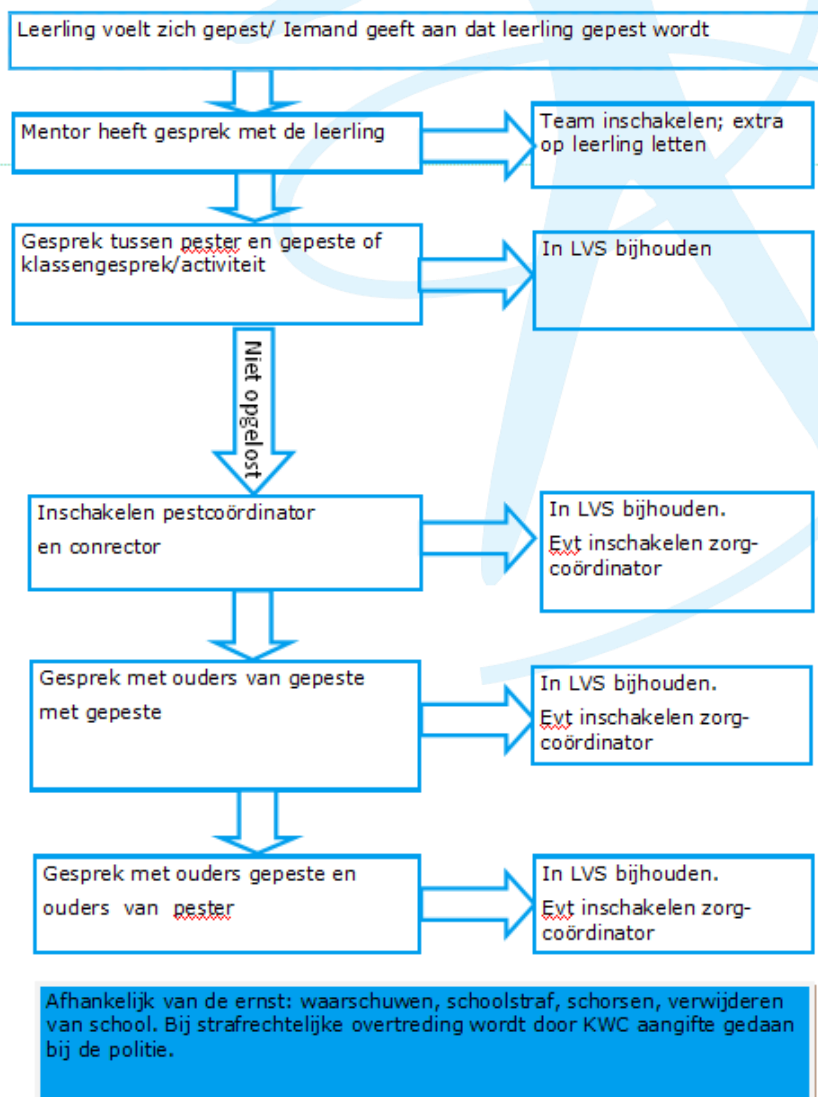 Leerling voelt zich gepest/ Iemand geeft aan dat leerling gepest wordt
Mentor heeft gesprek met de leerling
Team inschakelen; extra
op leerling letten
Gesprek tussen pester en gepeste of
klassengesprek/activiteit
In LVS bijhouden
Niet opgelost
Inschakelen pestcoördinator
en conrector
In LVS bijhouden.
Evt inschakelen zorg-
coördinator
Gesprek met ouders van gepeste
met gepeste
In LVS bijhouden.
Evt inschakelen zorg-
coördinator
Gesprek met ouders gepeste en
ouders van pester
In LVS bijhouden.
Evt inschakelen zorg-
coördinator
Afhankelijk van de ernst: waarschuwen, schoolstraf, schorsen, verwijderen
van school. Bij strafrechtelijke overtreding wordt door KWC aangifte gedaan
bij de politie.